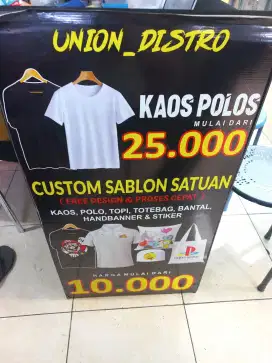 UNION_DISTRO
KAOS POLOS
MULAI DARI
25.000
CUSTOM SABLON SATUAN
( FREE DESIGN & PROSES CEPAT )
KAOS, POLO, TOPI, TOTEBAG, BANTAL,
HANDBANNER & STIKER
HARGA MULAI DARI
10.000